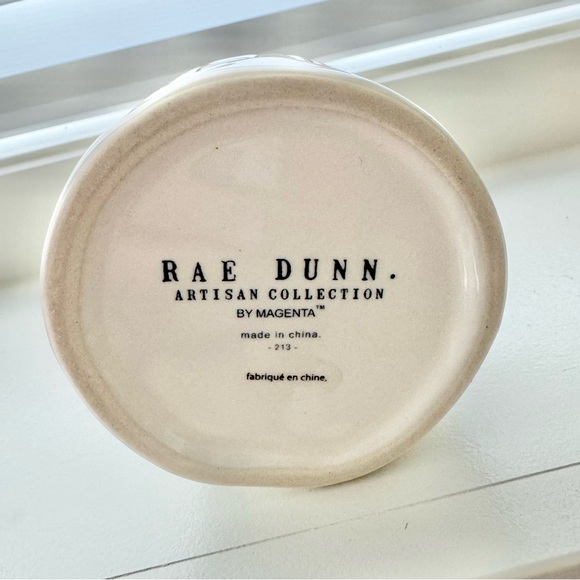 RAE DUNN.
ARTISAN COLLECTION
BY MAGENTA™
made in china.
- 213 -
fabriqué en chine.